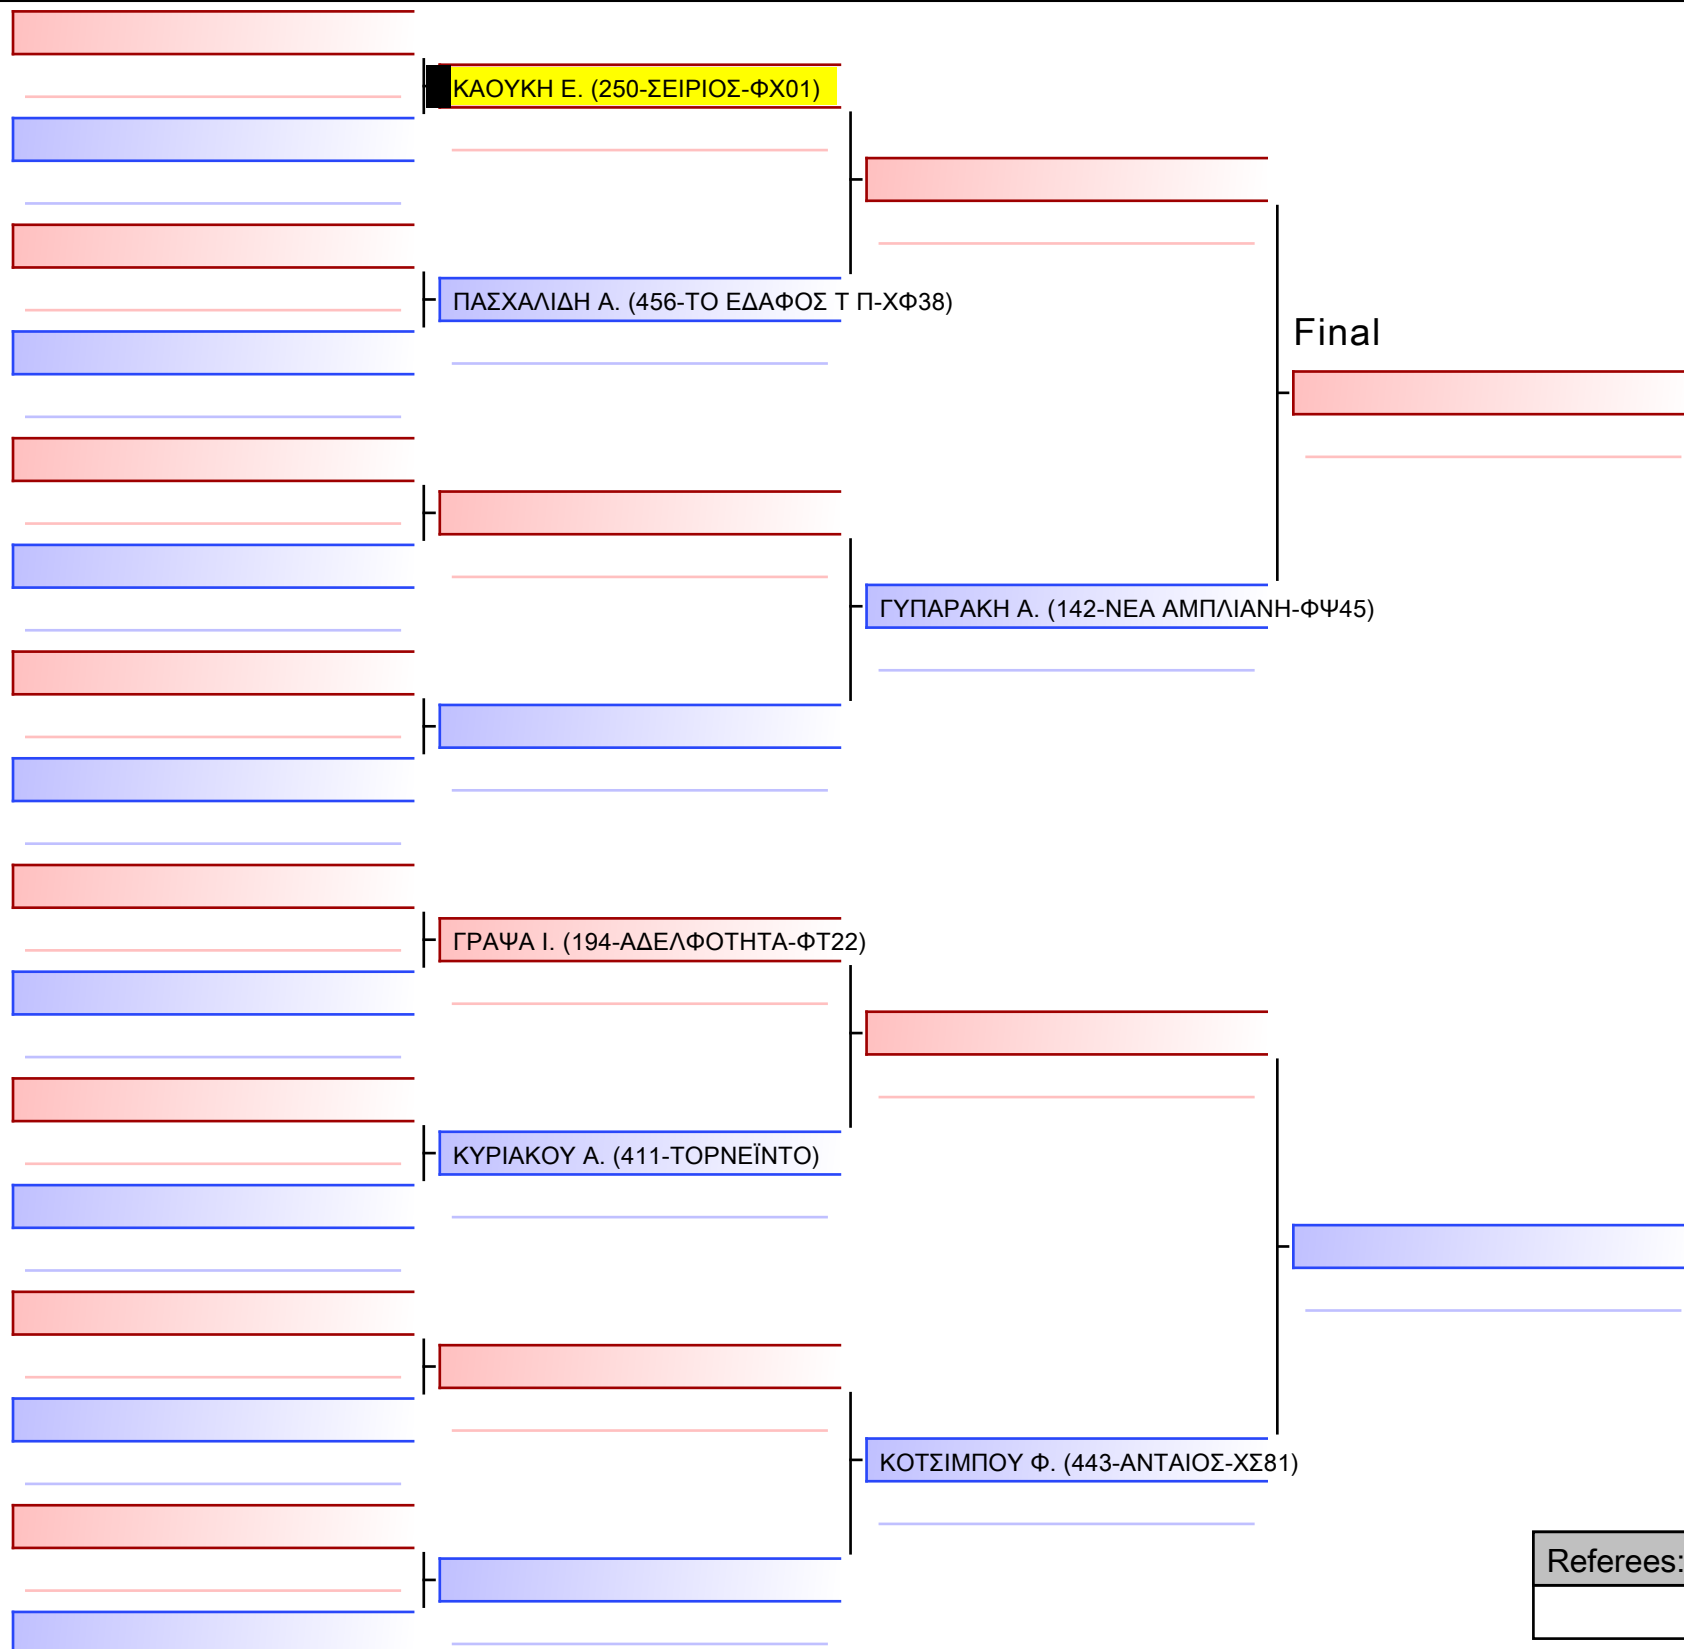 ΚΑΟΥΚΗ Ε. (250-ΣΕΙΡΙΟΣ-ΦΧ01)
ΠΑΣΧΑΛΙΔΗ Α. (456-ΤΟ ΕΔΑΦΟΣ Τ Π-ΧΦ38)
Final
ΓΥΠΑΡΑΚΗ Α. (142-ΝΕΑ ΑΜΠΛΙΑΝΗ-ΦΨ45)
ΓΡΑΨΑ Ι. (194-ΑΔΕΛΦΟΤΗΤΑ-ΦΤ22)
ΚΥΡΙΑΚΟΥ Α. (411-ΤΟΡΝΕΪΝΤΟ)
ΚΟΤΣΙΜΠΟΥ Φ. (443-ΑΝΤΑΙΟΣ-ΧΣ81)
Referees: